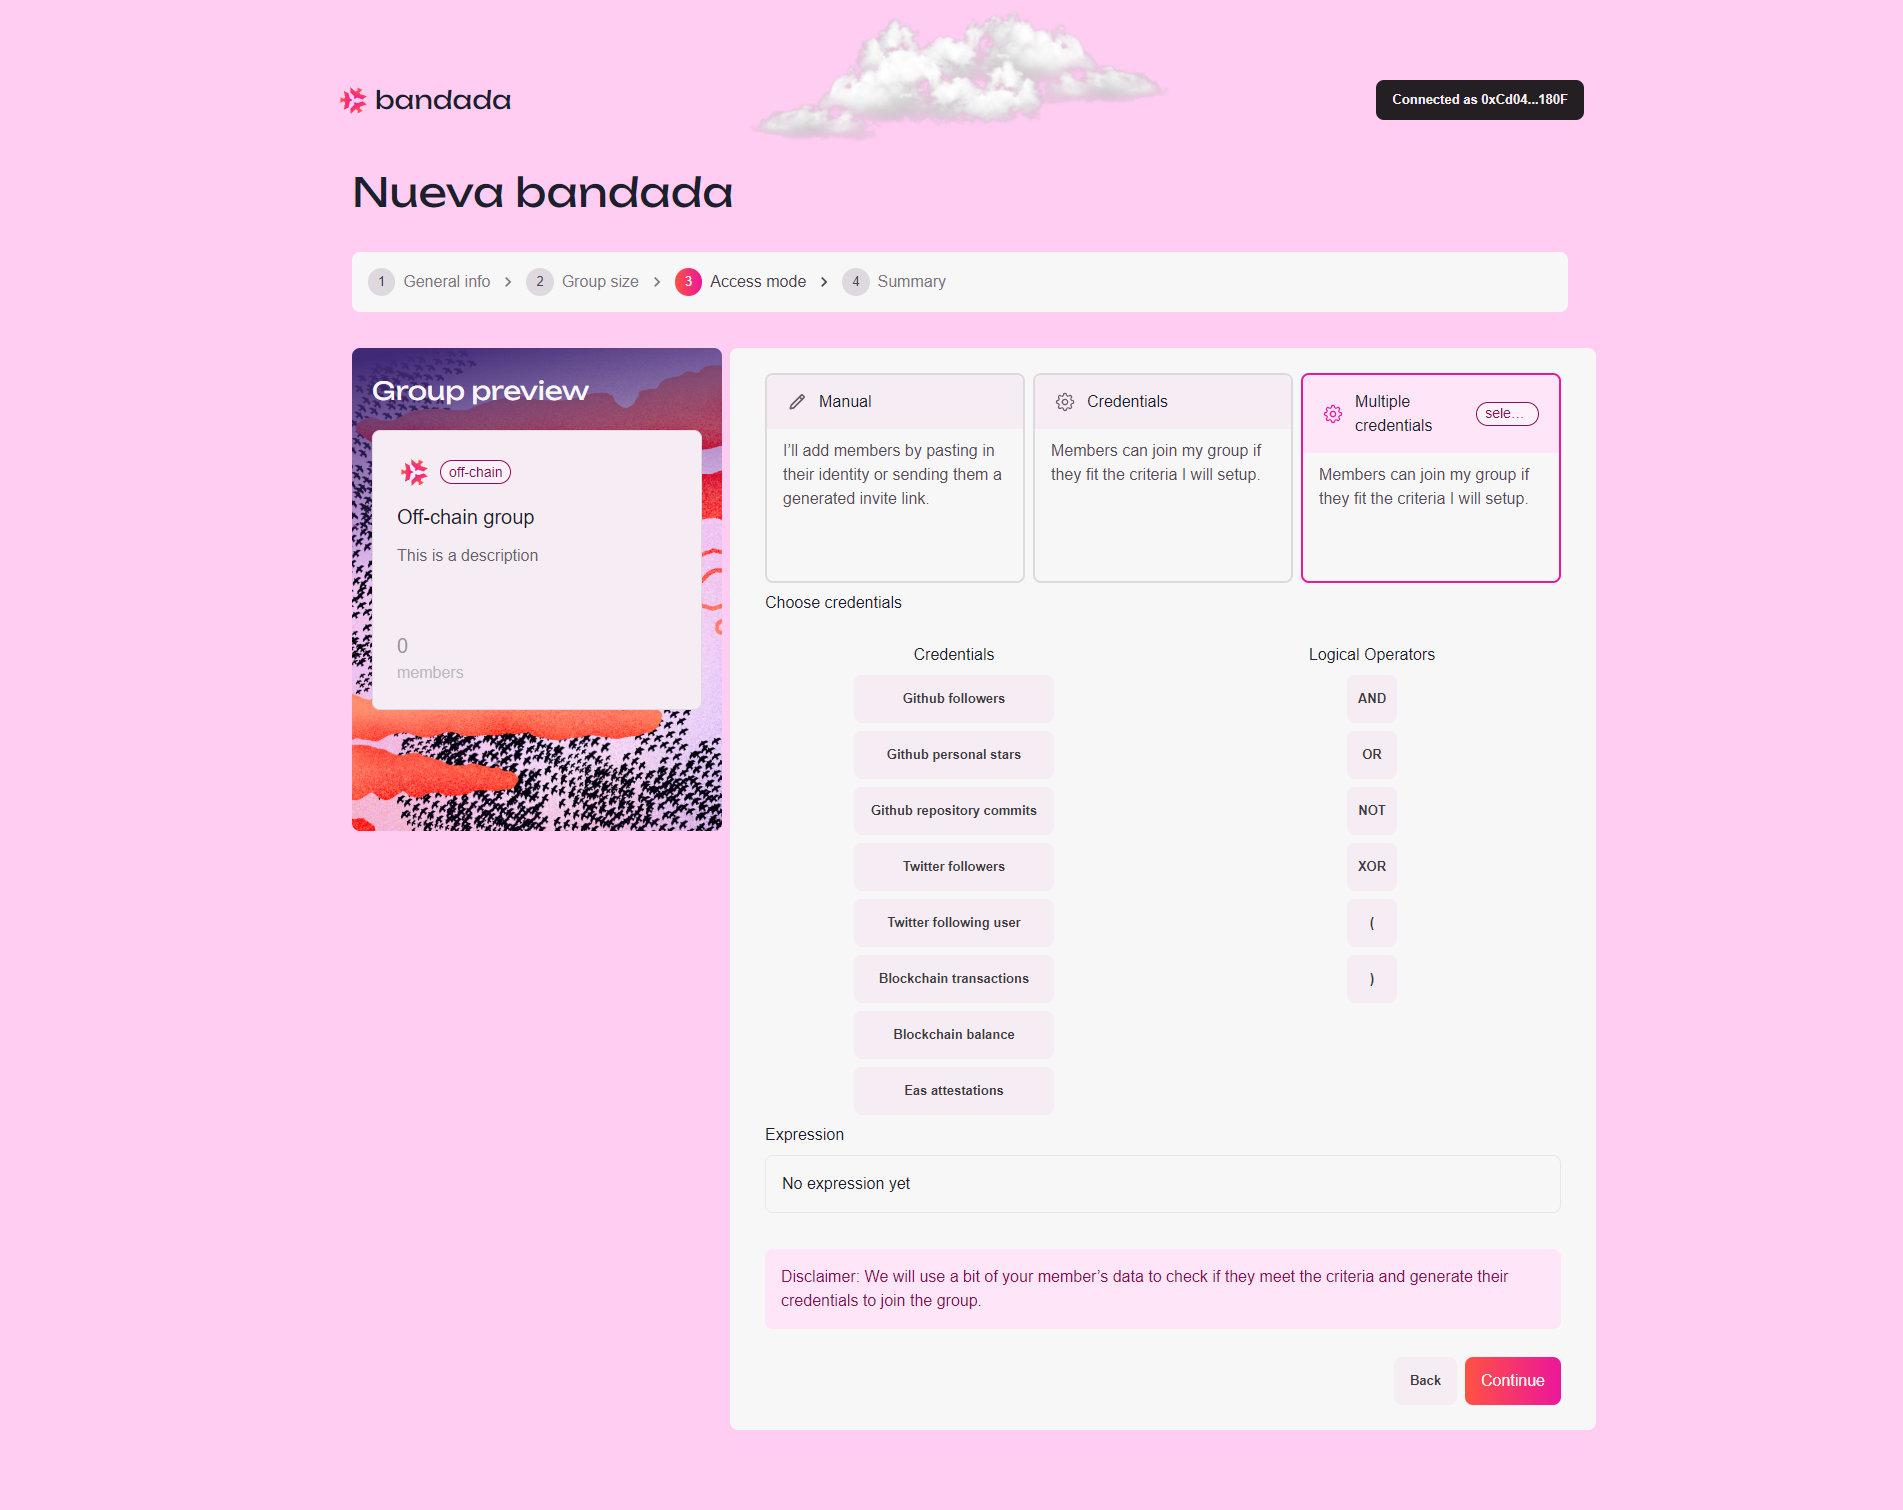 bandada
Connected as 0xCd04...180F
Nueva bandada
1 General info > 2 Group size > 3 Access mode > 4 Summary
Group preview
off-chain
Off-chain group
This is a description
0
members
Manual
I'll add members by pasting in
their identity or sending them a
generated invite link.
Credentials
Members can join my group if
they fit the criteria I will setup.
Multiple
credentials
sele...
Members can join my group if
they fit the criteria I will setup.
Choose credentials
Credentials
Github followers
Github personal stars
Github repository commits
Twitter followers
Twitter following user
Blockchain transactions
Blockchain balance
Eas attestations
Logical Operators
AND
OR
NOT
XOR
(
)
Expression
No expression yet
Disclaimer: We will use a bit of your member’s data to check if they meet the criteria and generate their
credentials to join the group.
Back
Continue